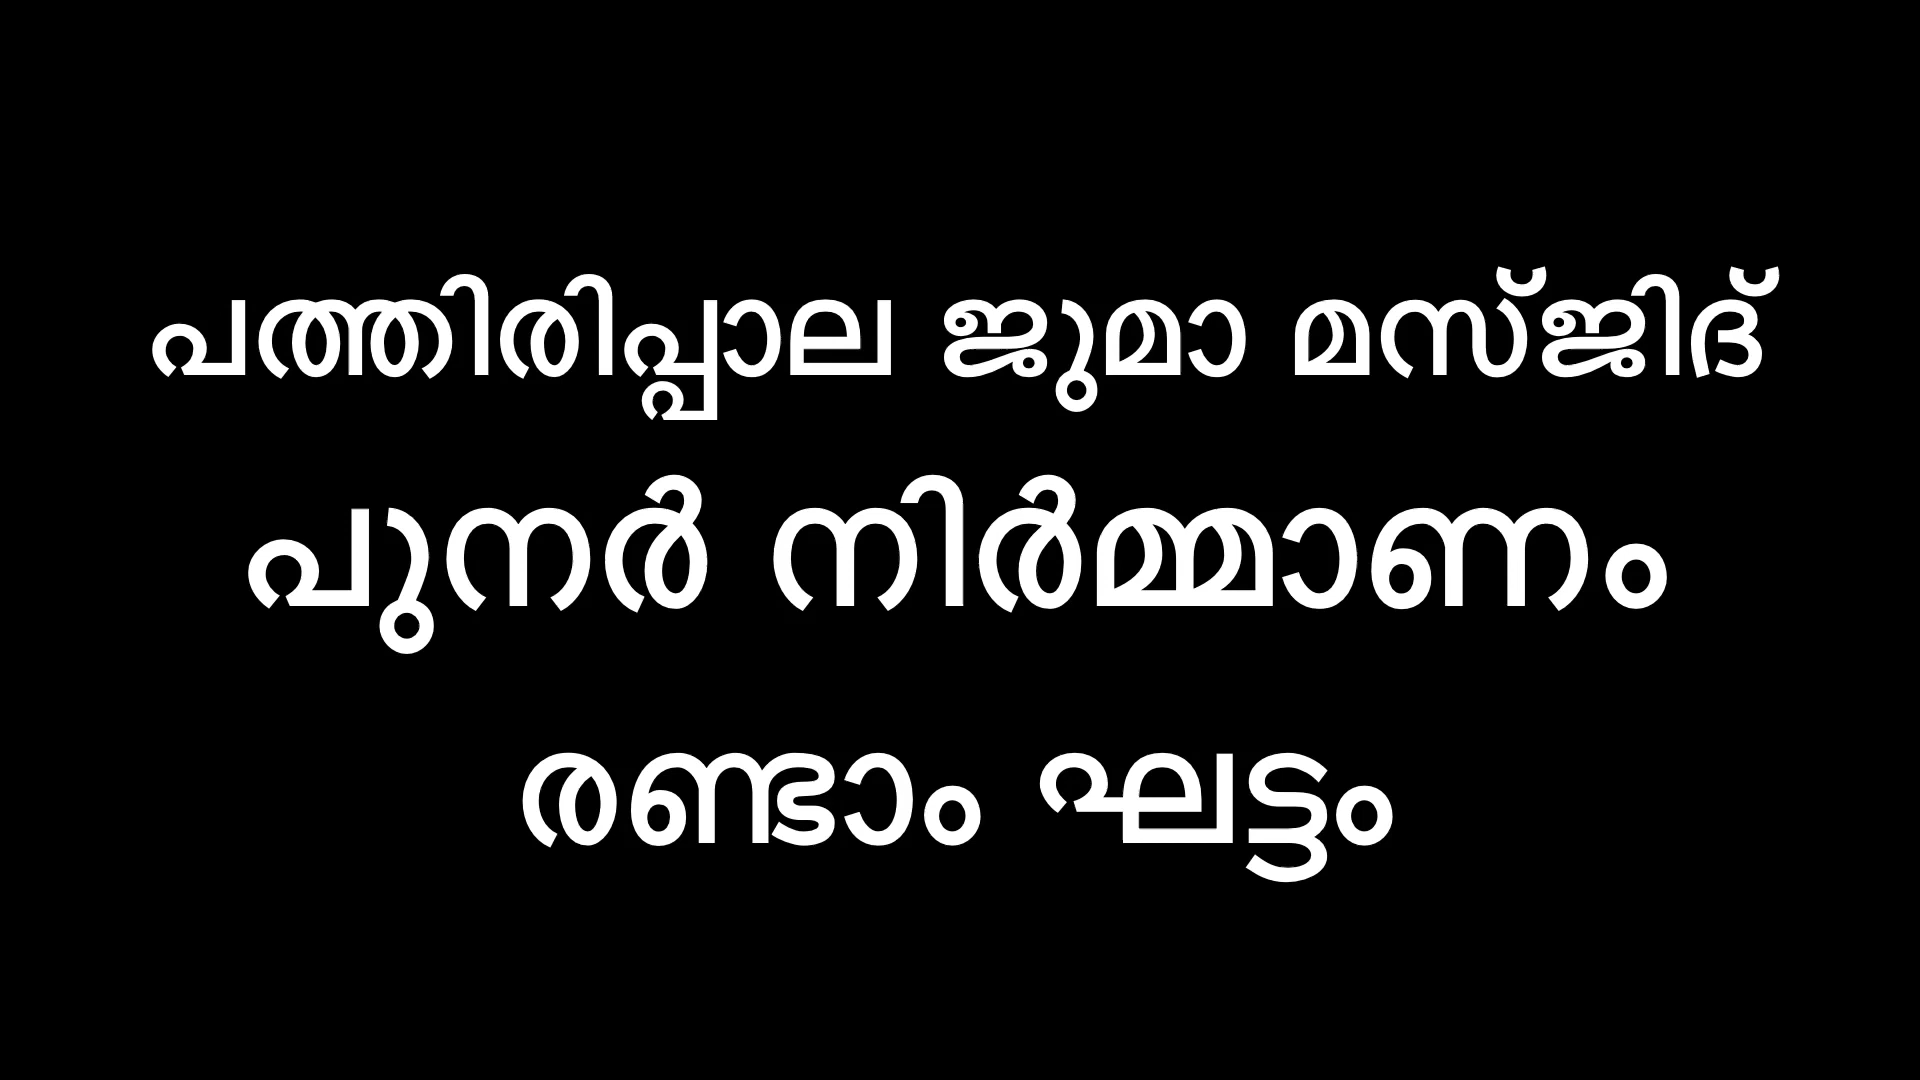 പത്തിരിപ്പാല ജുമാ മസ്ജിദ്
പുനർ നിർമ്മാണം
രണ്ടാം ഘട്ടം